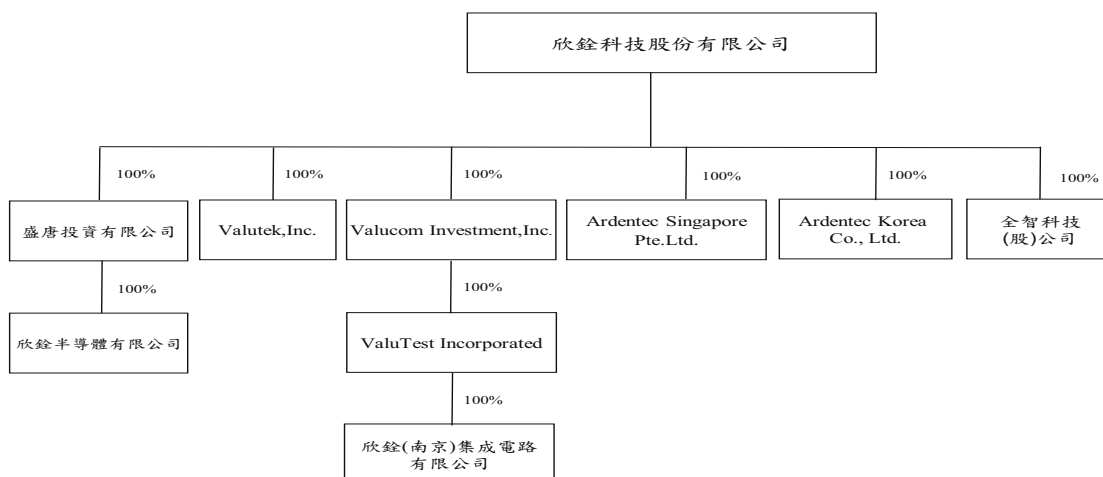 欣銓科技股份有限公司
100% 100% 100% 100% 100% 100%
盛唐投資有限公司
Valutek,Inc.
Valucom Investment,Inc.
Ardentec Singapore
Pte.Ltd.
Ardentec Korea
Co., Ltd.
全智科技
(股)公司
100% 100%
欣銓半導體有限公司
ValuTest Incorporated
100%
欣銓(南京)集成電路
有限公司